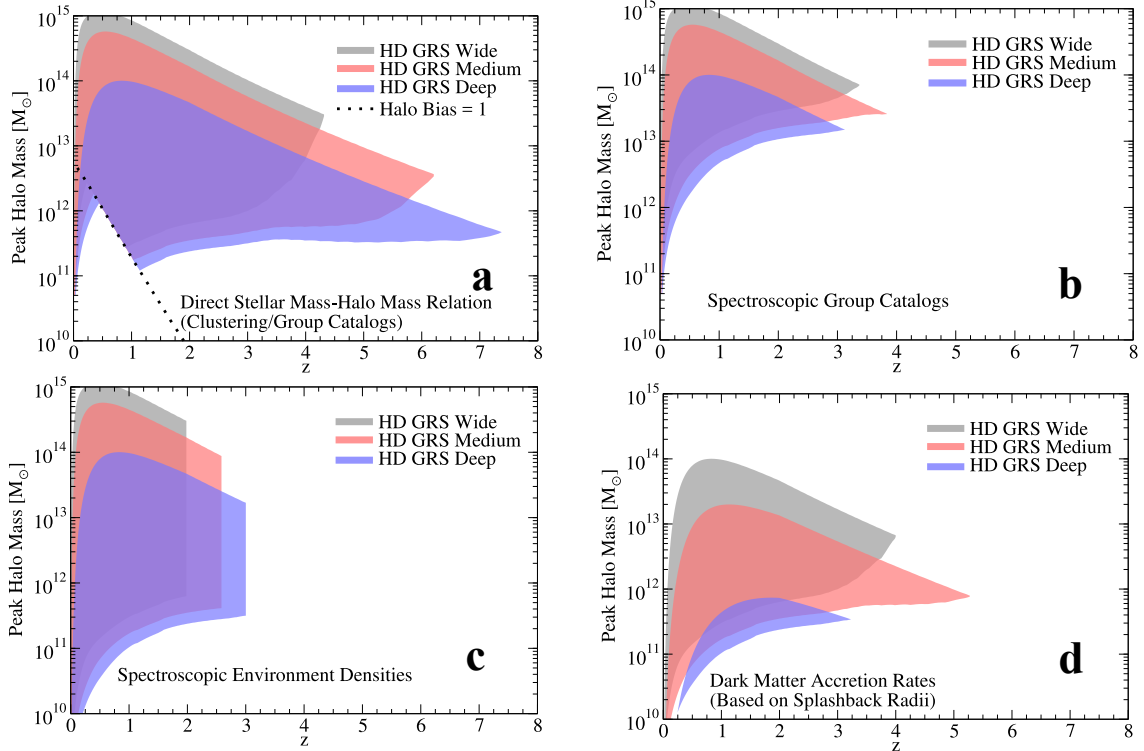 10^15
10^14
10^13
10^12
10^11
10^10
Peak Halo Mass [M_⊙]
HD GRS Wide
HD GRS Medium
HD GRS Deep
Halo Bias = 1
a
Direct Stellar Mass-Halo Mass Relation
(Clustering/Group Catalogs)
0 1 2 3 4 5 6 7 8
z
10^15
10^14
10^13
10^12
10^11
10^10
Peak Halo Mass [M_⊙]
HD GRS Wide
HD GRS Medium
HD GRS Deep
b
Spectroscopic Group Catalogs
0 1 2 3 4 5 6 7 8
z
10^15
10^14
10^13
10^12
10^11
10^10
Peak Halo Mass [M_⊙]
HD GRS Wide
HD GRS Medium
HD GRS Deep
c
Spectroscopic Environment Densities
0 1 2 3 4 5 6 7 8
z
10^15
10^14
10^13
10^12
10^11
10^10
Peak Halo Mass [M_⊙]
HD GRS Wide
HD GRS Medium
HD GRS Deep
d
Dark Matter Accretion Rates
(Based on Splashback Radii)
0 1 2 3 4 5 6 7 8
z